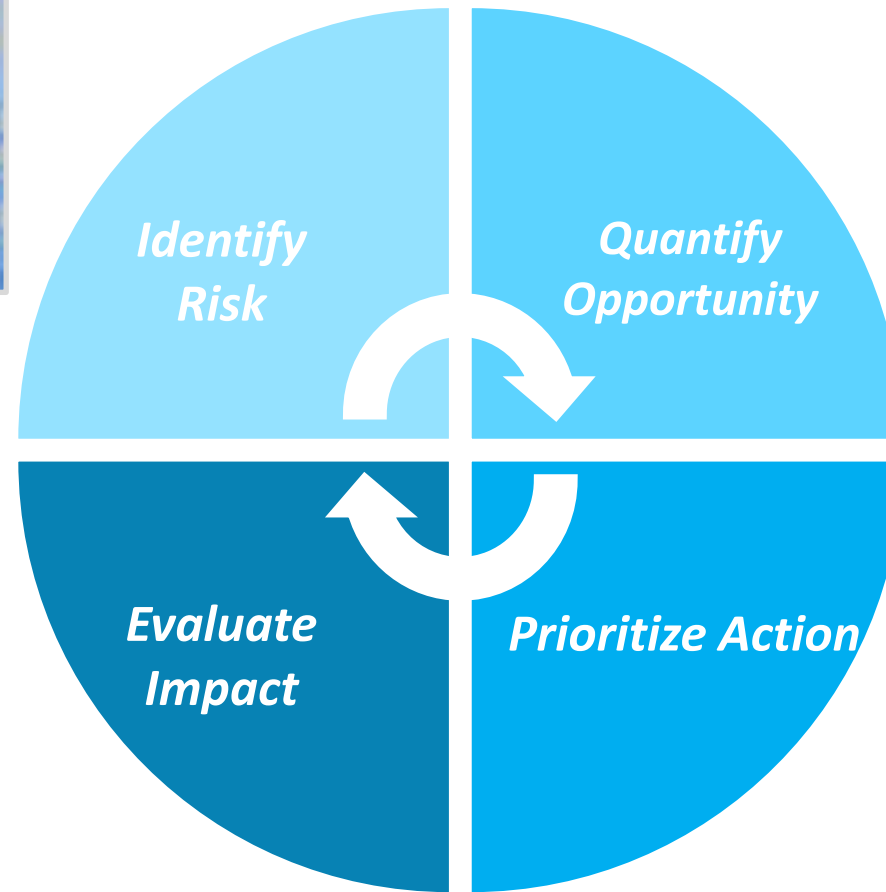 Identify
Risk
Quantify
Opportunity
Evaluate
Impact
Prioritize Action